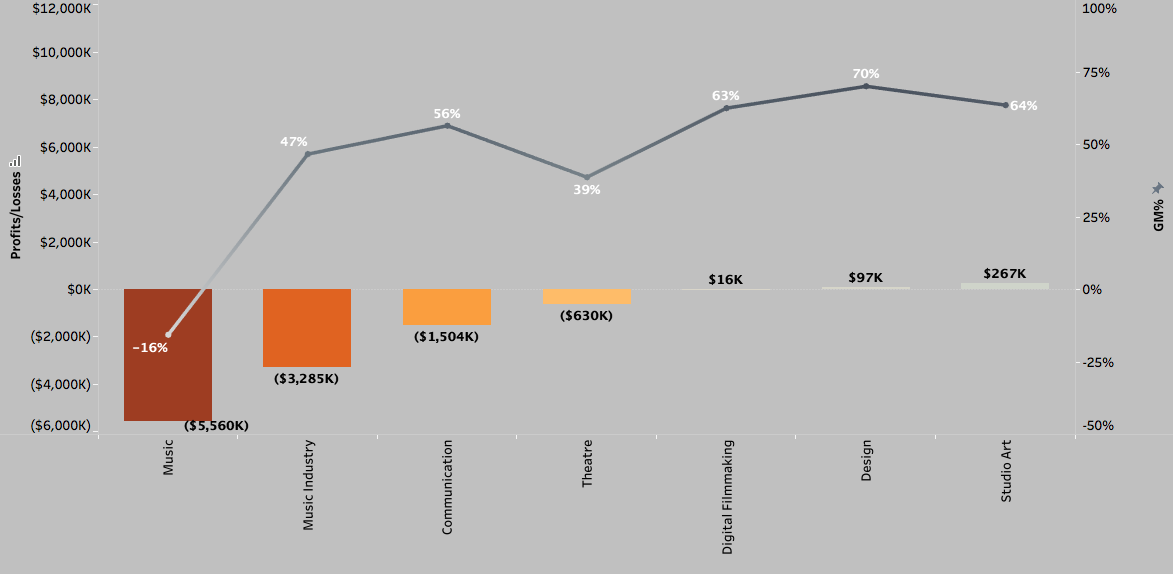 $12,000K
$10,000K
$8,000K
$6,000K
$4,000K
$2,000K
$0K
($2,000K)
($4,000K)
($6,000K)
Profits/Losses
100%
75%
50%
25%
0%
-25%
-50%
GM%
-16%
47%
56%
39%
63%
70%
64%
($5,560K)
($3,285K)
($1,504K)
($630K)
$16K
$97K
$267K
Music
Music Industry
Communication
Theatre
Digital Filmmaking
Design
Studio Art